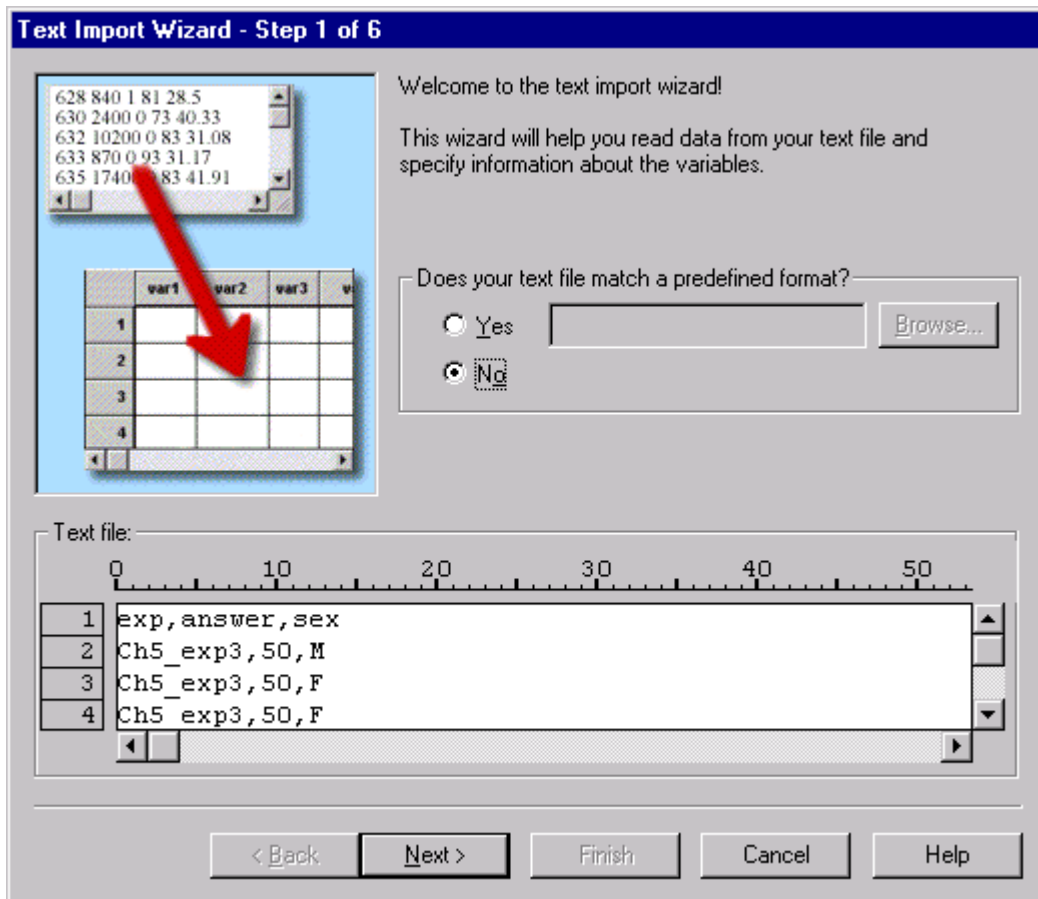 Text Import Wizard - Step 1 of 6
628 840 1 81 28.5
630 2400 0 73 40.33
632 10200 0 83 31.08
633 870 0 93 31.17
635 1740 83 41.91
var1 var2 var3 v
1
2
3
4
Welcome to the text import wizard!
This wizard will help you read data from your text file and
specify information about the variables.
Does your text file match a predefined format?
Yes Browse...
No
Text file:
0 10 20 30 40 50
1 exp,answer,sex
2 Ch5_exp3,50,M
3 Ch5_exp3,50,F
4 Ch5_exp3,50,F
< Back Next > Finish Cancel Help